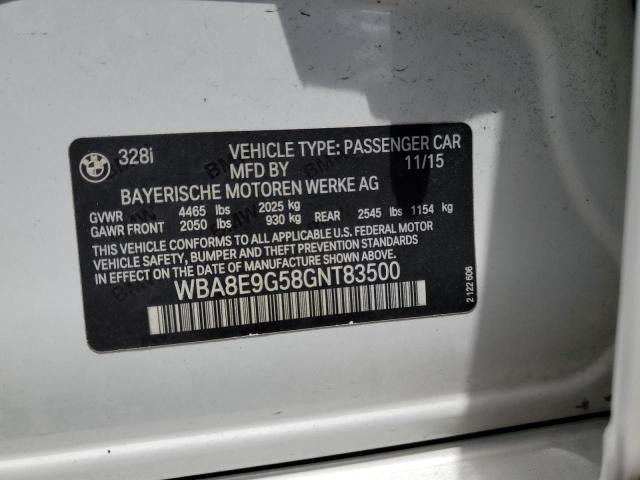 BMW 328i VEHICLE TYPE: PASSENGER CAR
MFD BY 11/15
BAYERISCHE MOTOREN WERKE AG
GVWR 4465 lbs 2025 kg
GAWR FRONT 2050 lbs 930 kg REAR 2545 lbs 1154 kg
THIS VEHICLE CONFORMS TO ALL APPLICABLE U.S. FEDERAL MOTOR
VEHICLE SAFETY, BUMPER, AND THEFT PREVENTION STANDARDS
IN EFFECT ON THE DATE OF MANUFACTURE SHOWN ABOVE.
WBA8E9G58GNT83500
2 122 606